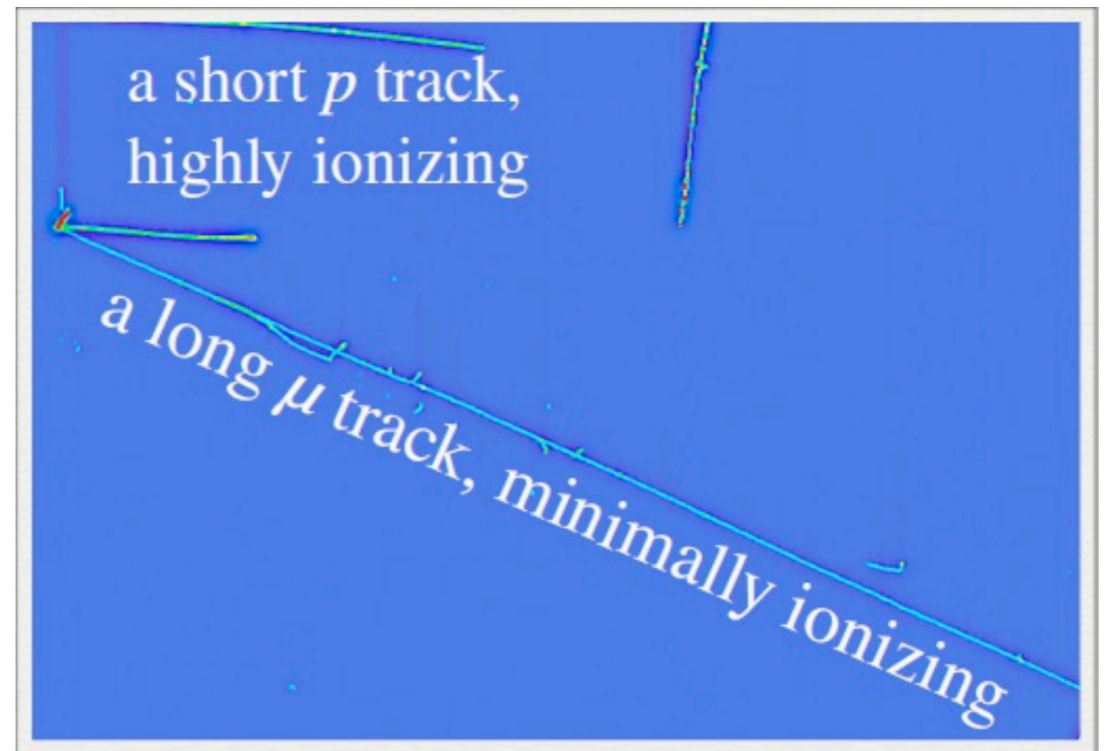 a short p track,
highly ionizing
a long μ track, minimally ionizing